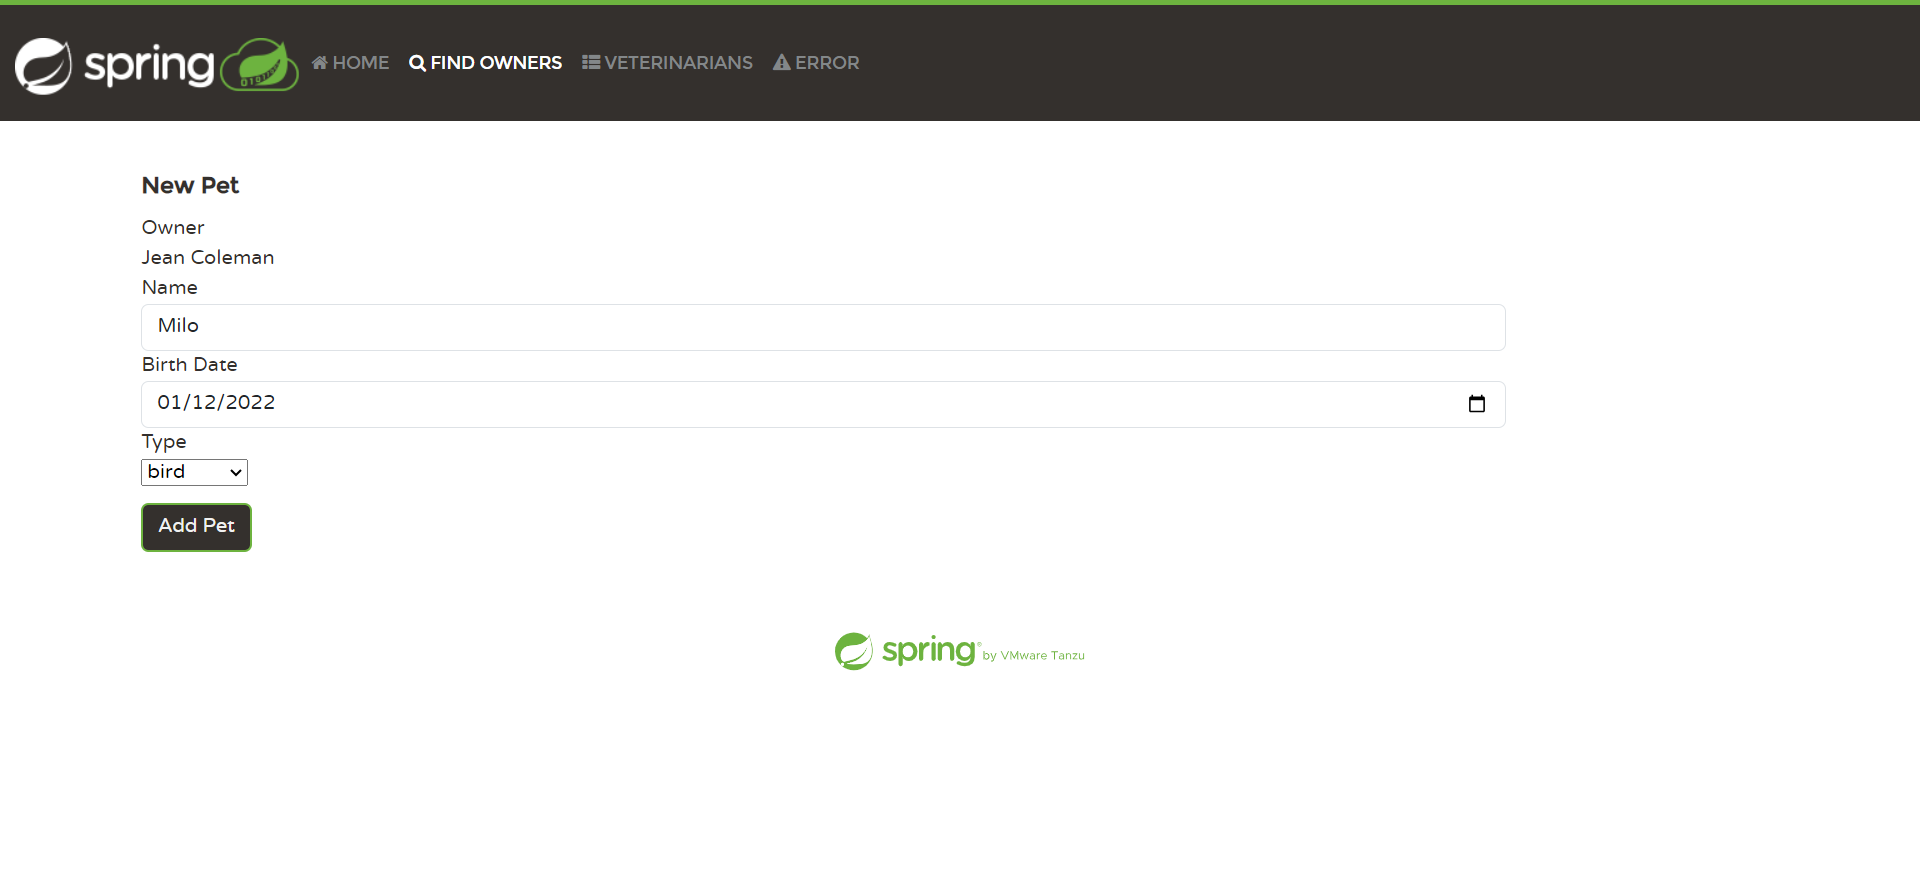 spring
HOME FIND OWNERS VETERINARIANS ERROR
New Pet
Owner
Jean Coleman
Name
Milo
Birth Date
01/12/2022
Type
bird
Add Pet
spring® by VMware Tanzu